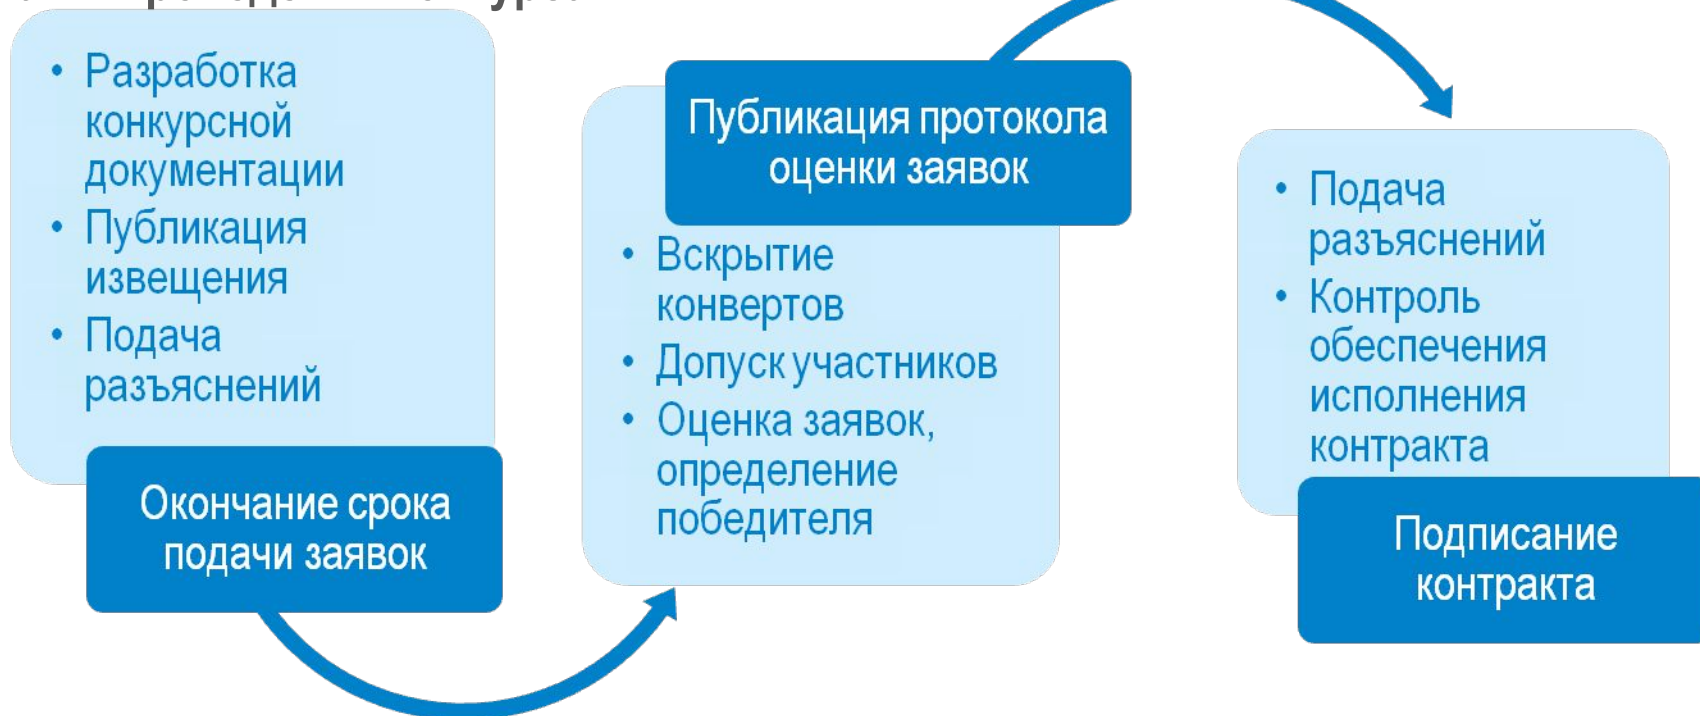 • Разработка
конкурсной
документации
• Публикация
извещения
• Подача
разъяснений
Окончание срока
подачи заявок
Публикация протокола
оценки заявок
• Вскрытие
конвертов
• Допуск участников
• Оценка заявок,
определение
победителя
• Подача
разъяснений
• Контроль
обеспечения
исполнения
контракта
Подписание
контракта